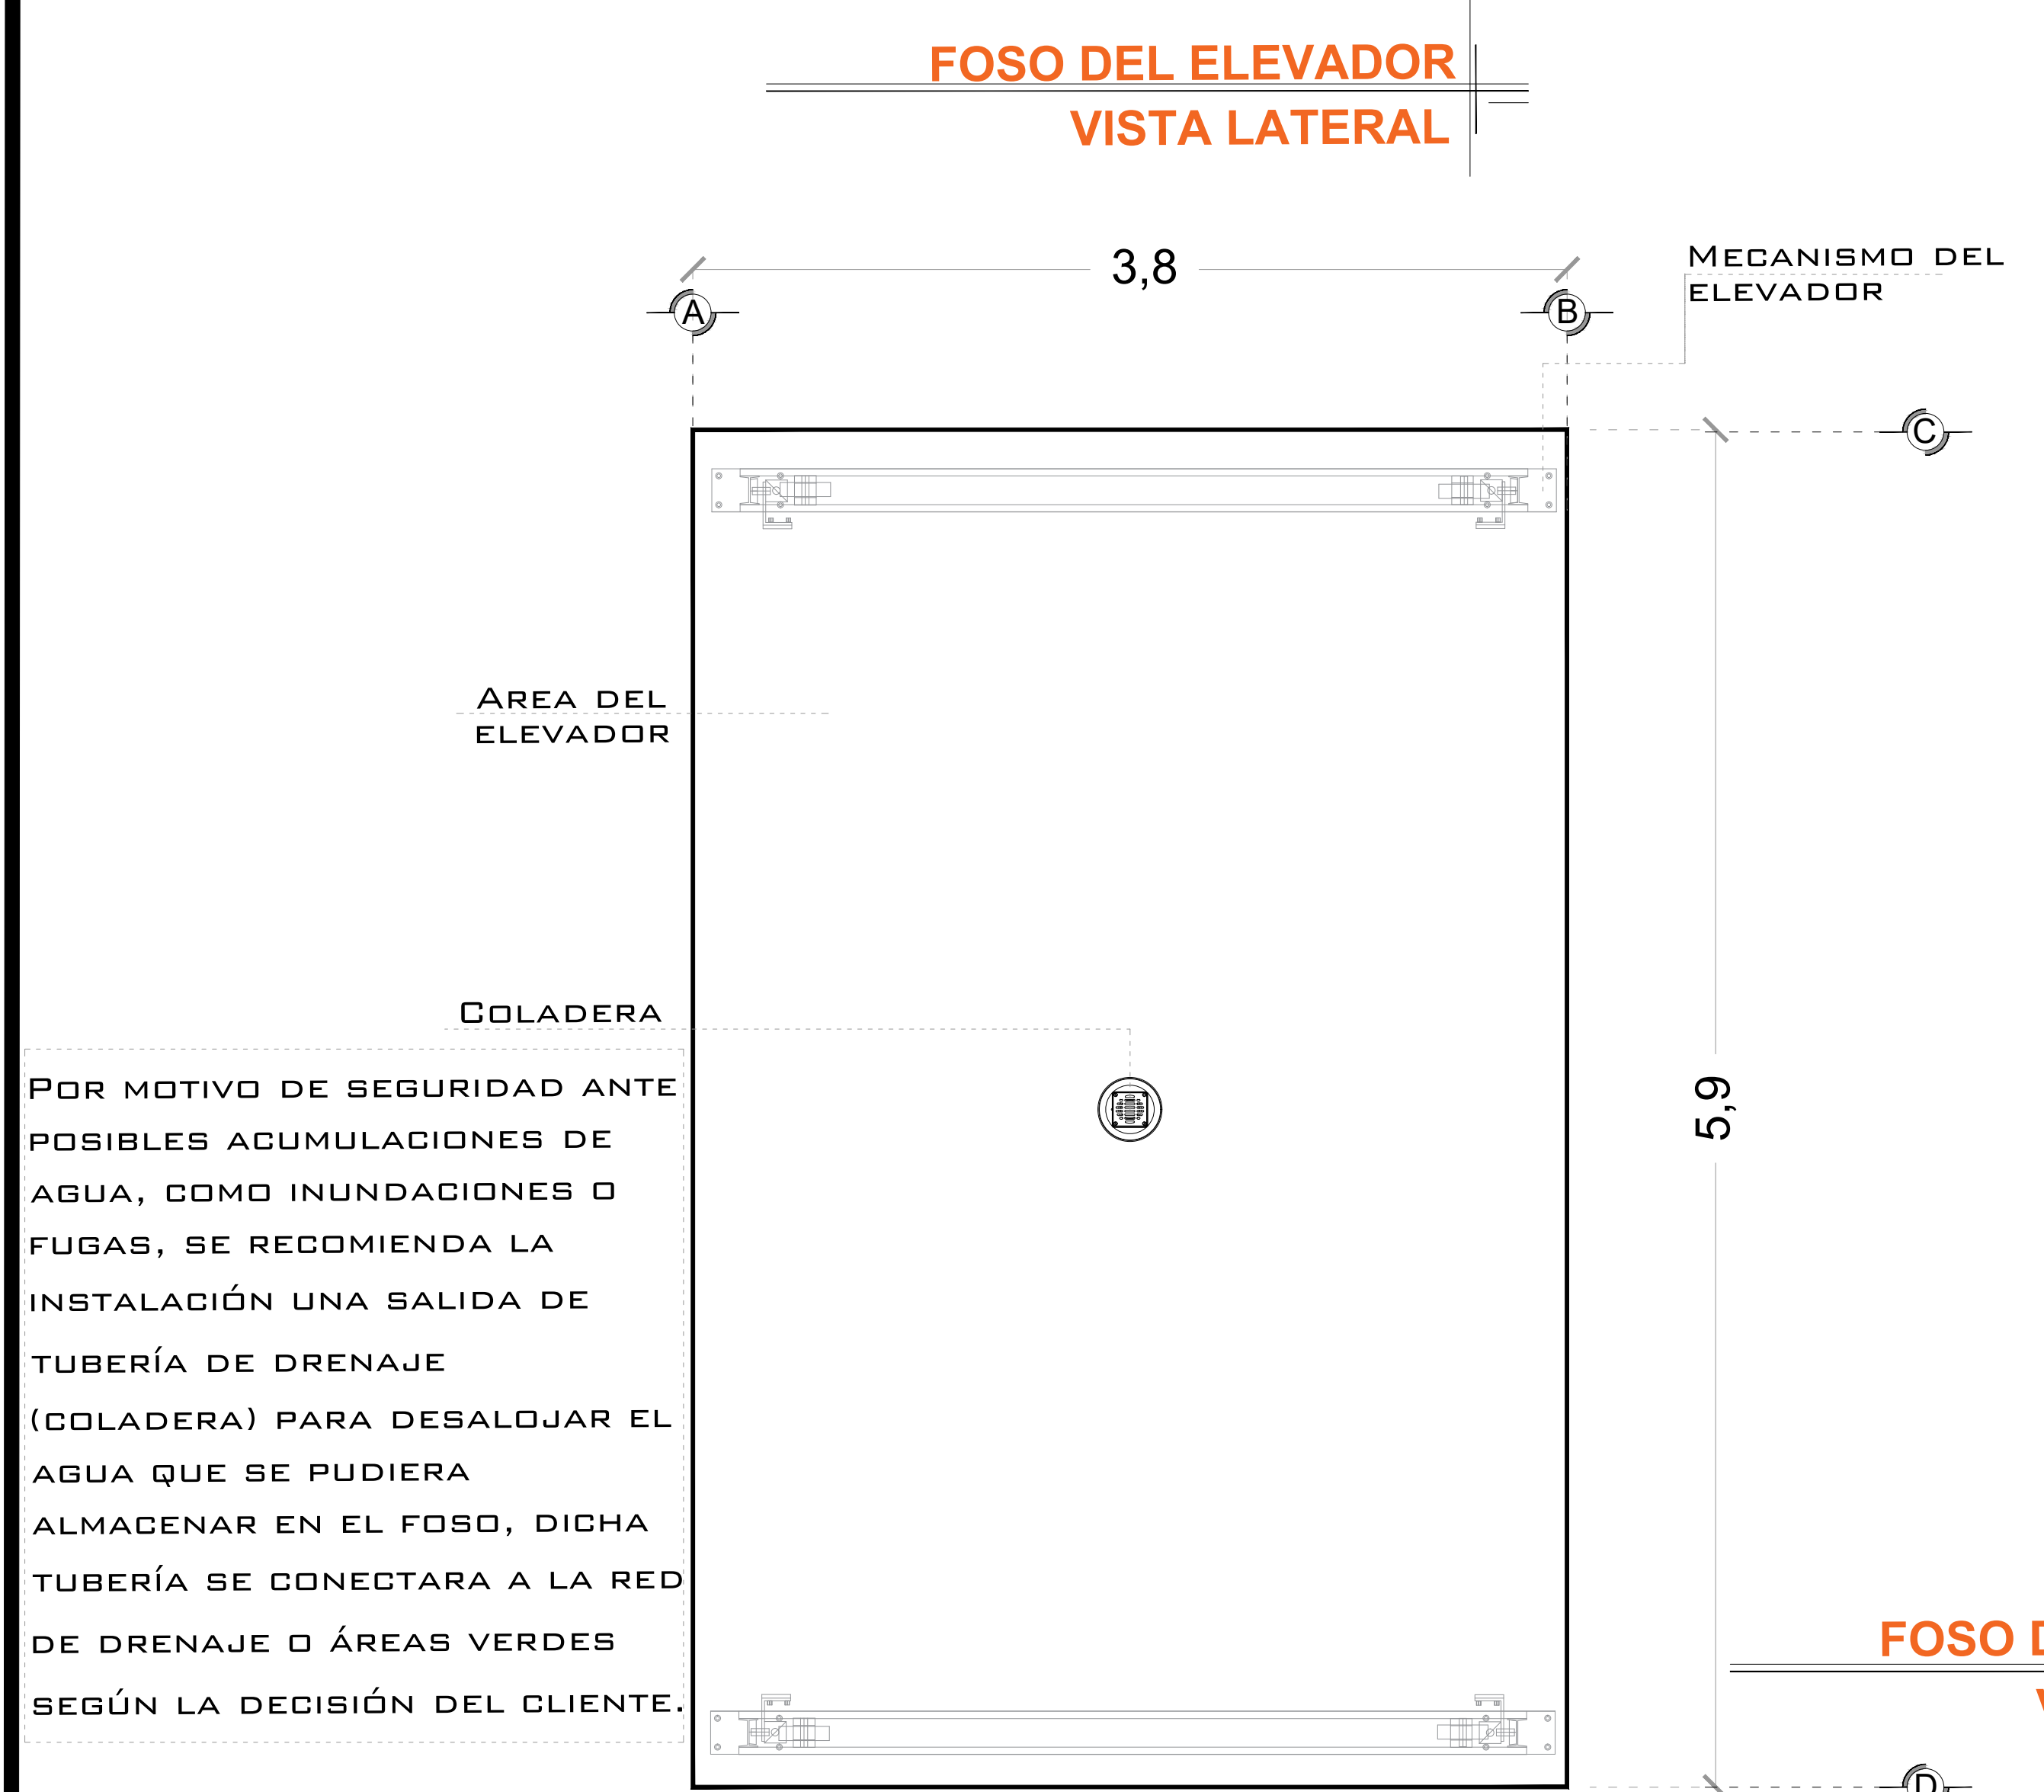 FOSO DEL ELEVADOR
VISTA LATERAL
3,8
A
B
MECANISMO DEL
ELEVADOR
C
AREA DEL
ELEVADOR
COLADERA
5,9
POR MOTIVO DE SEGURIDAD ANTE
POSIBLES ACUMULACIONES DE
AGUA, COMO INUNDACIONES O
FUGAS, SE RECOMIENDA LA
INSTALACIÓN UNA SALIDA DE
TUBERÍA DE DRENAJE
(COLADERA) PARA DESALOJAR EL
AGUA QUE SE PUDIERA
ALMACENAR EN EL FOSO, DICHA
TUBERÍA SE CONECTARA A LA RED
DE DRENAJE O ÁREAS VERDES
SEGÚN LA DECISIÓN DEL CLIENTE.
FOSO
D